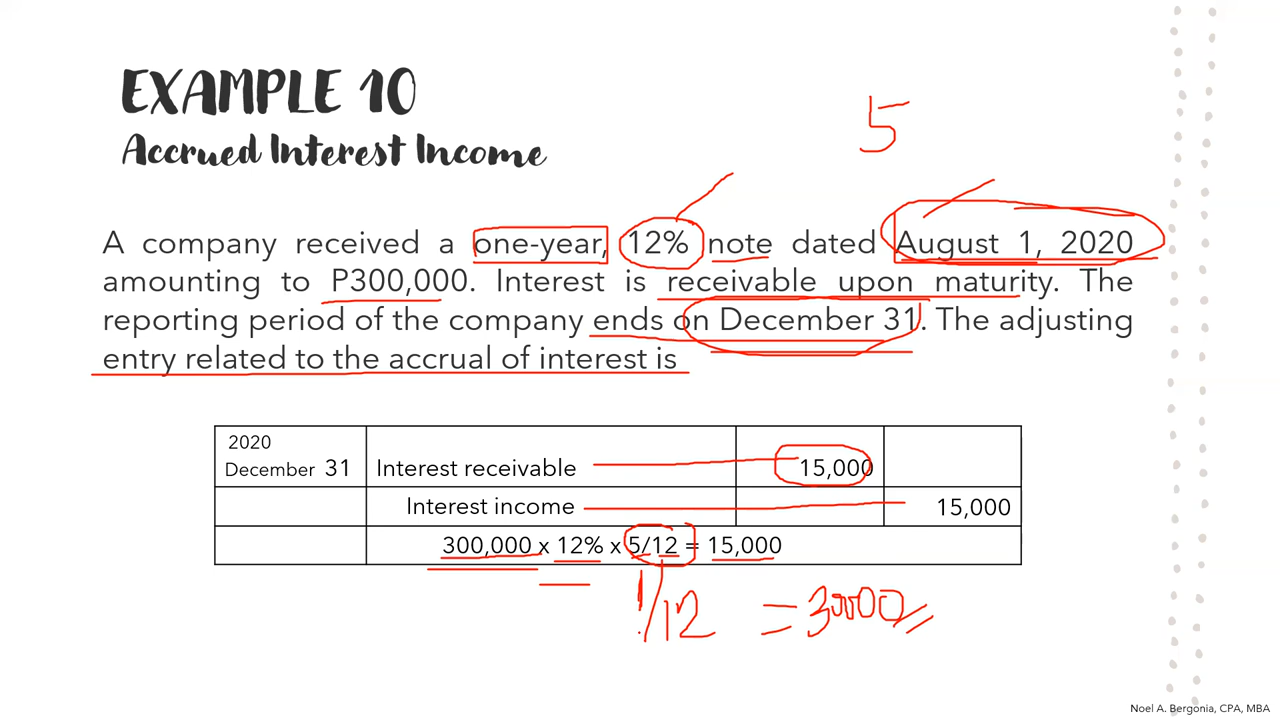 EXAMPLE 10
Accrued Interest Income
5
A company received a one-year, 12% note dated August 1, 2020
amounting to P300,000. Interest is receivable upon maturity. The
reporting period of the company ends on December 31. The adjusting
entry related to the accrual of interest is
2020
December 31 Interest receivable 15,000
Interest income 15,000
300,000 x 12% x 5/12 = 15,000
1/12 =
Noel A. Bergonia, CPA, MBA